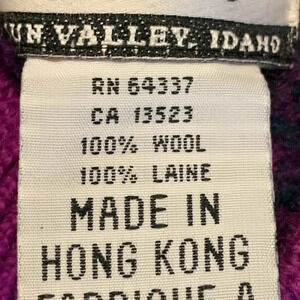 UN VALLEY, IDAHO
RN 64337
CA 13523
100% WOOL
100% LAINE
MADE IN
HONG KONG
FABRIQUE A